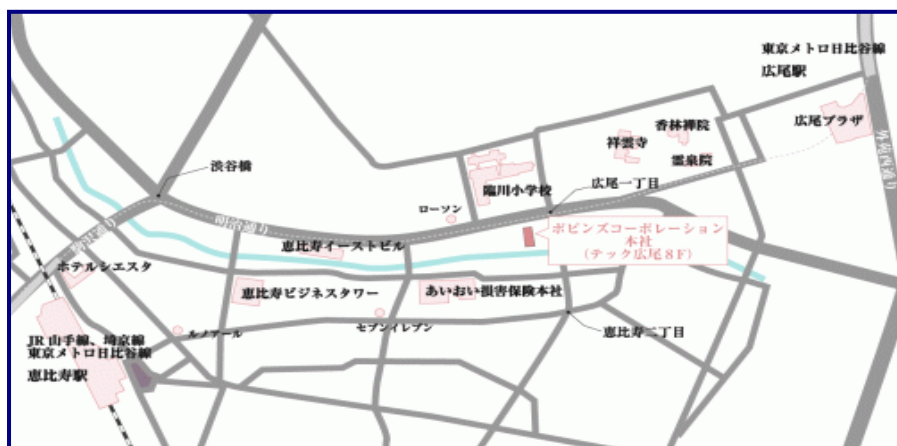 東京メトロ日比谷線
広尾駅
広尾プラザ
香林禅院
祥雲寺
霊泉院
外苑西通り
渋谷橋
臨川小学校
広尾一丁目
ローソン
明治通り
駒沢通り
恵比寿イーストビル
ポピンズコーポレーション
本社
(テック広尾8F)
ホテルシエスタ
恵比寿ビジネスタワー
あいおい損害保険本社
ルノアール
セブンイレブン
恵比寿二丁目
JR山手線、埼京線
東京メトロ日比谷線
恵比寿駅